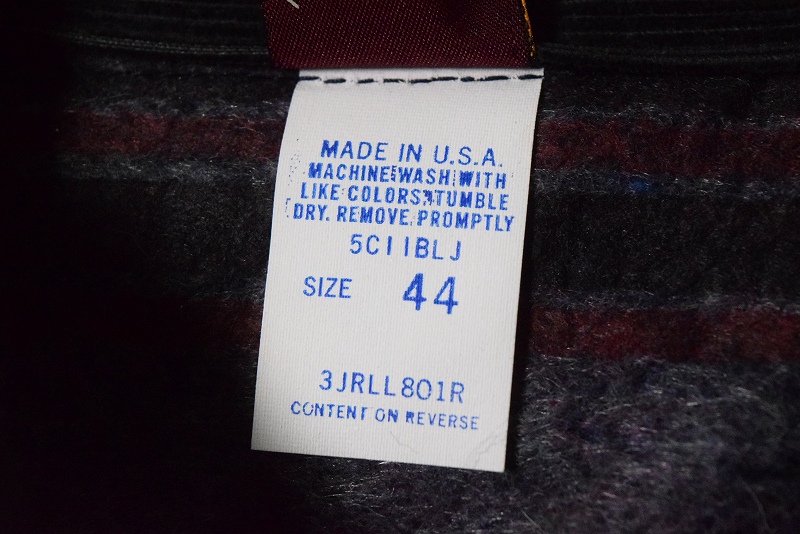 MADE IN U.S.A.
MACHINE WASH WITH
LIKE COLORS, TUMBLE
DRY. REMOVE PROMPTLY
5C11BLJ
SIZE 44
3JRLL801R
CONTENT ON REVERSE